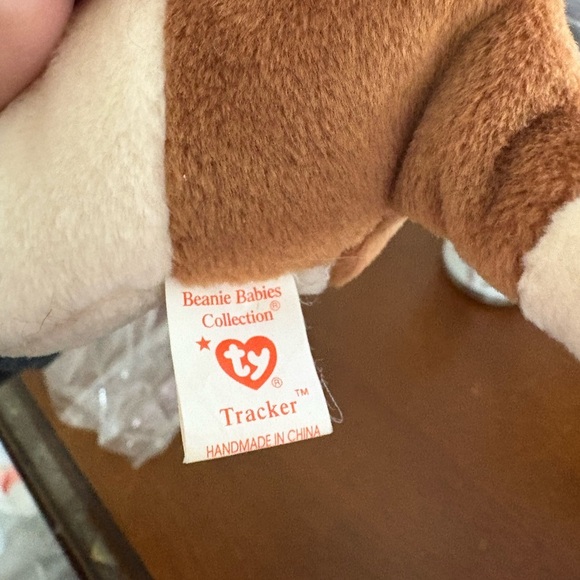 Beanie Babies
Collection®
ty®
Tracker™
HANDMADE IN CHINA